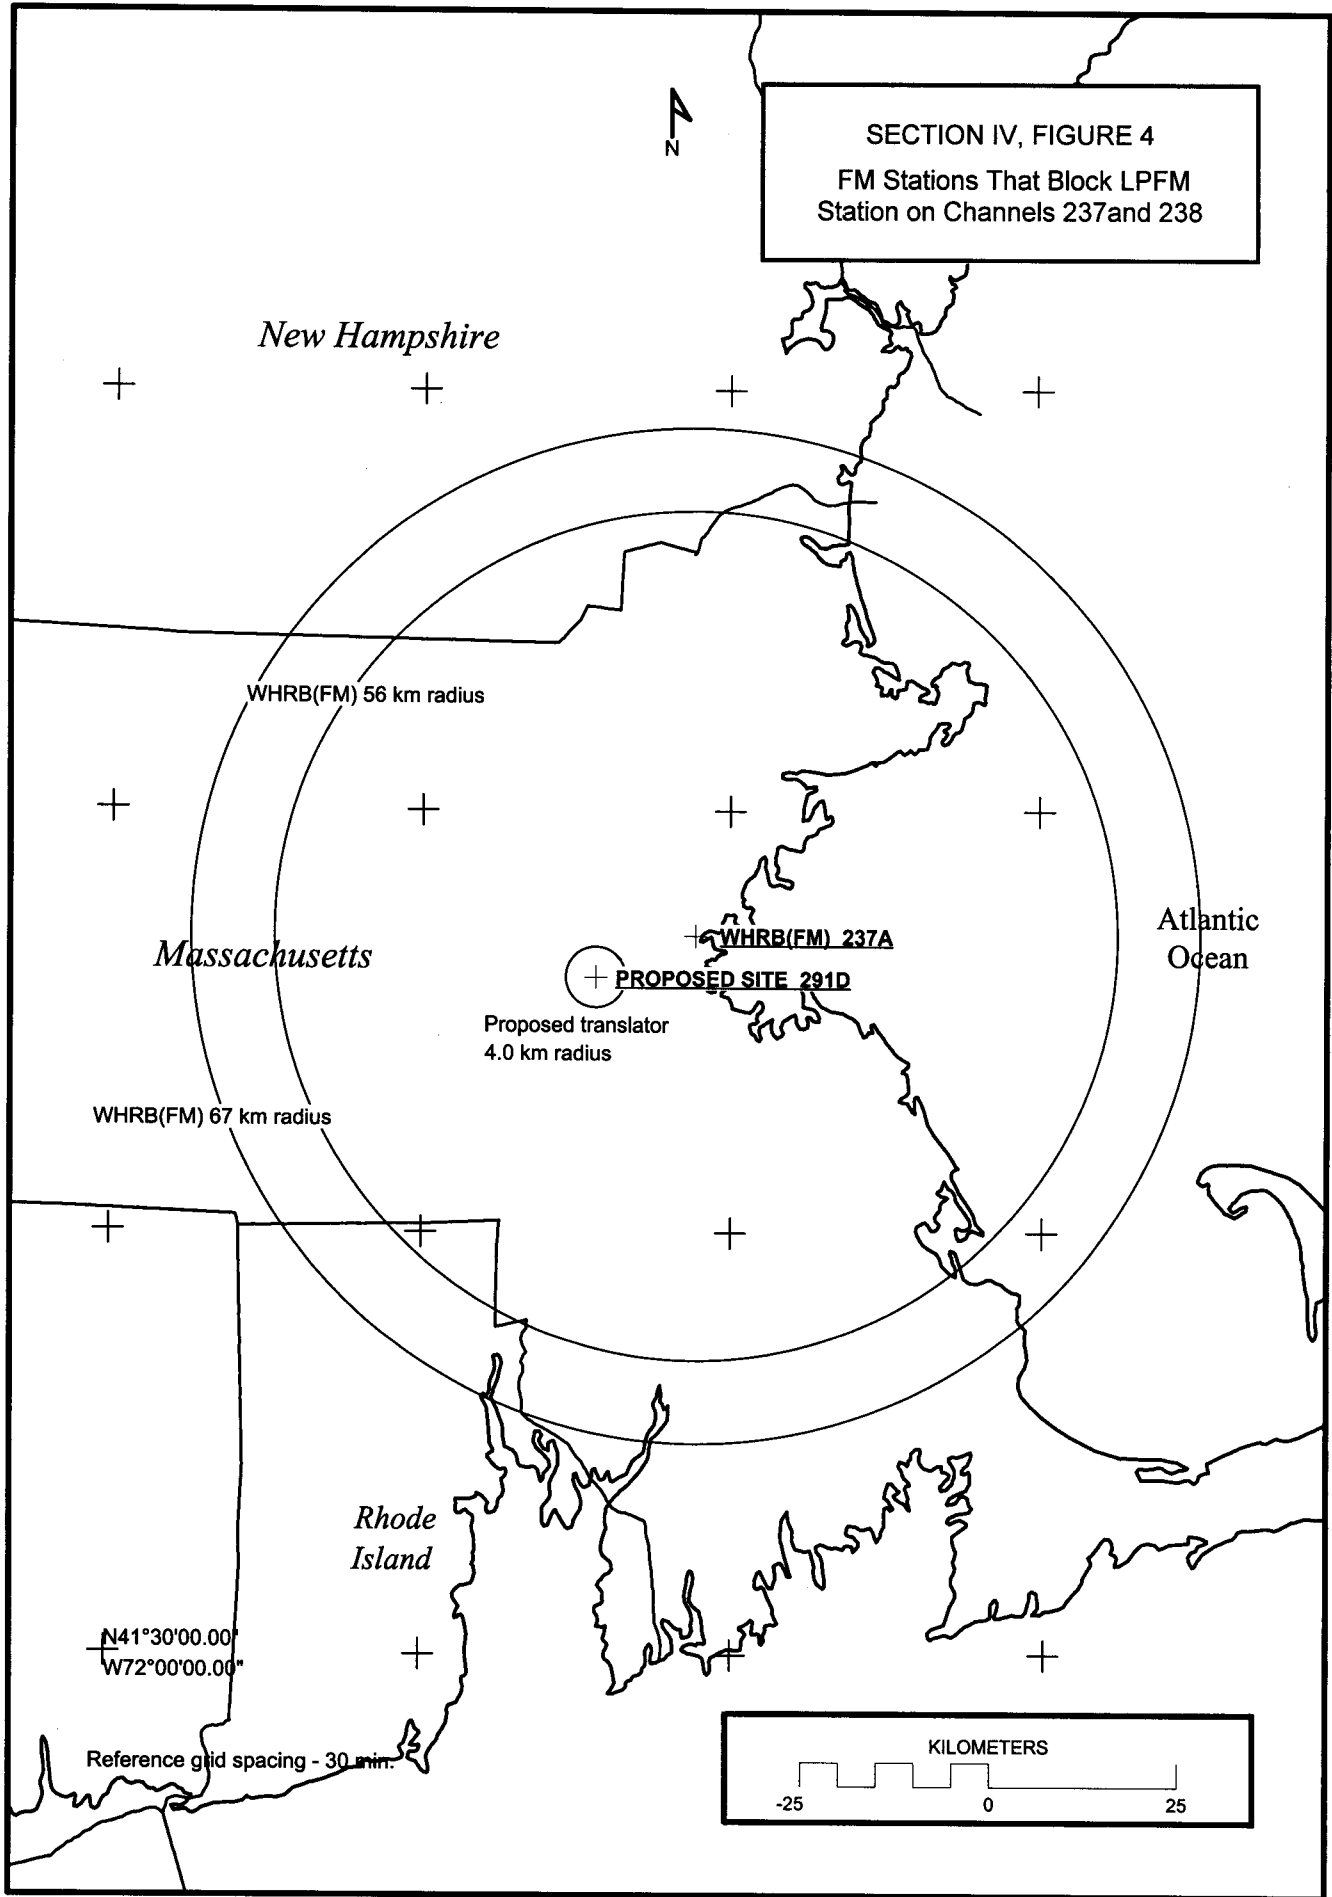 SECTION IV, FIGURE 4
FM Stations That Block LPFM
Station on Channels 237and 238
N
New Hampshire
WHRB(FM) 56 km radius
Massachusetts
WHRB(FM) 237A
Atlantic
Ocean
PROPOSED SITE 291D
Proposed translator
4.0 km radius
WHRB(FM) 67 km radius
Rhode
Island
N41°30'00.00"
W72°00'00.00"
Reference grid spacing - 30 min.
KILOMETERS
-25 0 25